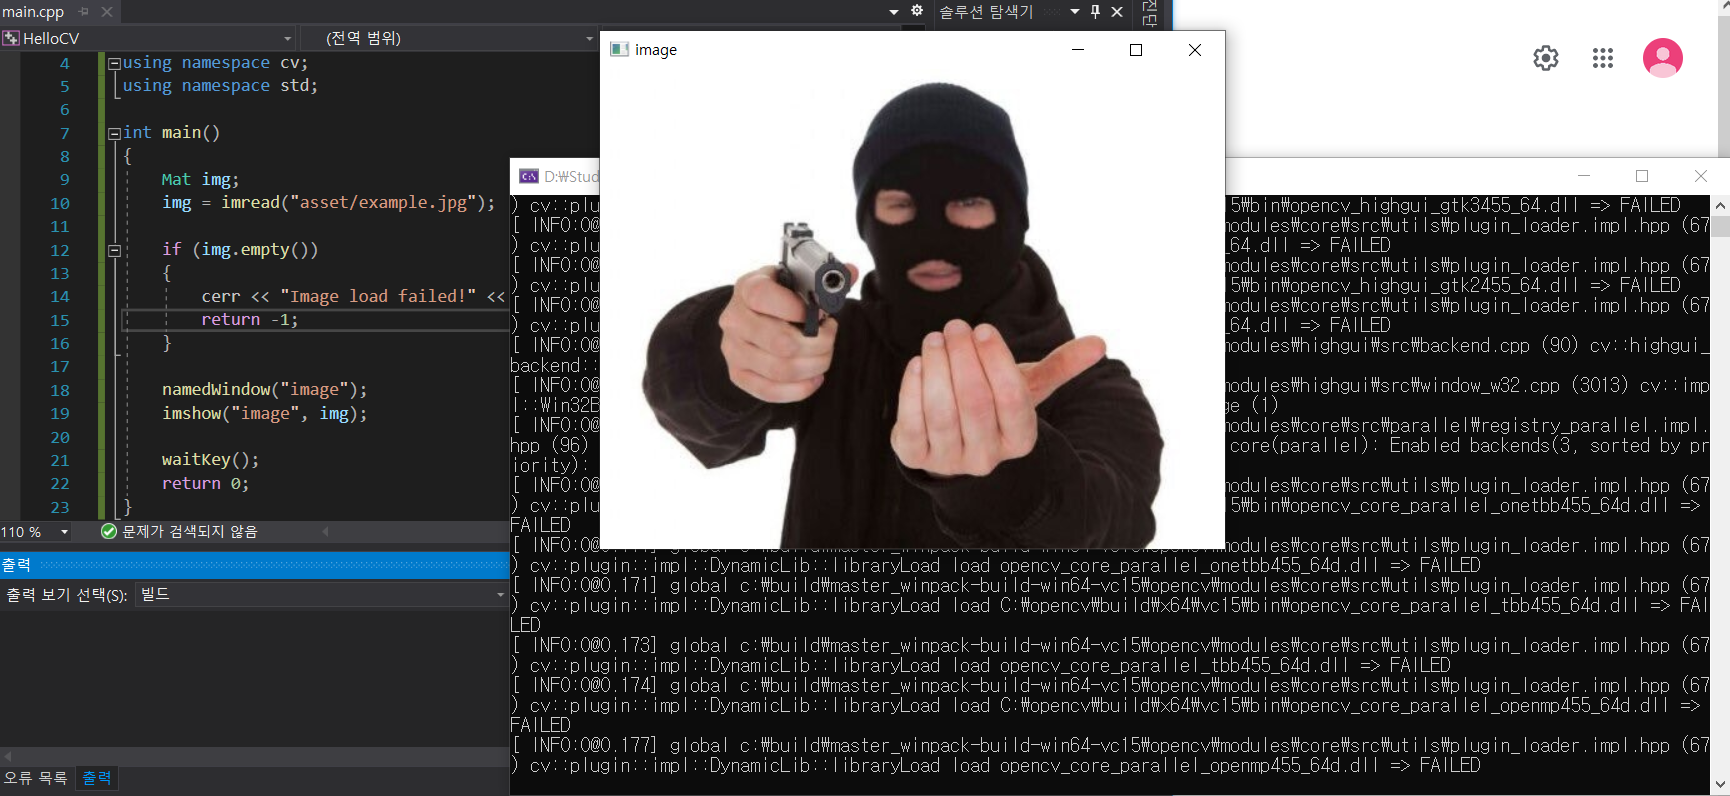 main.cpp
솔루션 탐색기
진단
HelloCV
(전역 범위)
image
4 using namespace cv;
5 using namespace std;
6
7 int main()
8 {
9 Mat img;
10 img = imread("asset/example.jpg");
11
12 if (img.empty())
13 {
14 cerr << "Image load failed!" <<
15 return -1;
16 }
17
18 namedWindow("image");
19 imshow("image", img);
20
21 waitKey();
22 return 0;
23 }
110 %
문제가 검색되지 않음
출력
출력 보기 선택(S): 빌드
오류 목록 출력
D:₩Stud
) cv::plu 15₩bin₩opencv_highgui_gtk3455_64.dll => FAILED
[ INFO:0@ modules₩core₩src₩utils₩plugin_loader.impl.hpp (67
) cv::plu _64.dll => FAILED
[ INFO:0@ modules₩core₩src₩utils₩plugin_loader.impl.hpp (67
) cv::plu 15₩bin₩opencv_highgui_gtk2455_64.dll => FAILED
[ INFO:0@ modules₩core₩src₩utils₩plugin_loader.impl.hpp (67
) cv::plu _64.dll => FAILED
[ INFO:0@ modules₩highgui₩src₩backend.cpp (90) cv::highgui_
backend::
[ INFO:0@ modules₩highgui₩src₩window_w32.cpp (3013) cv::imp
l::Win32B ge (1)
[ INFO:0@ modules₩core₩src₩parallel₩registry_parallel.impl.
hpp (96) core(parallel): Enabled backends(3, sorted by pr
iority):
[ INFO:0@ modules₩core₩src₩utils₩plugin_loader.impl.hpp (67
) cv::plu 15₩bin₩opencv_core_parallel_onetbb455_64d.dll =>
FAILED
[ INFO:0@ modules₩core₩src₩utils₩plugin_loader.impl.hpp (67
) cv::plugin::impl::DynamicLib::libraryLoad load opencv_core_parallel_onetbb455_64d.dll => FAILED
[ INFO:0@0.171] global c:₩build₩master_winpack-build-win64-vc15₩opencv₩modules₩core₩src₩utils₩plugin_loader.impl.hpp (67
) cv::plugin::impl::DynamicLib::libraryLoad load C:₩opencv₩build₩x64₩vc15₩bin₩opencv_core_parallel_tbb455_64d.dll => FAI
LED
[ INFO:0@0.173] global c:₩build₩master_winpack-build-win64-vc15₩opencv₩modules₩core₩src₩utils₩plugin_loader.impl.hpp (67
) cv::plugin::impl::DynamicLib::libraryLoad load opencv_core_parallel_tbb455_64d.dll => FAILED
[ INFO:0@0.174] global c:₩build₩master_winpack-build-win64-vc15₩opencv₩modules₩core₩src₩utils₩plugin_loader.impl.hpp (67
) cv::plugin::impl::DynamicLib::libraryLoad load C:₩opencv₩build₩x64₩vc15₩bin₩opencv_core_parallel_openmp455_64d.dll =>
FAILED
[ INFO:0@0.177] global c:₩build₩master_winpack-build-win64-vc15₩opencv₩modules₩core₩src₩utils₩plugin_loader.impl.hpp (67
) cv::plugin::impl::DynamicLib::libraryLoad load opencv_core_parallel_openmp455_64d.dll => FAILED